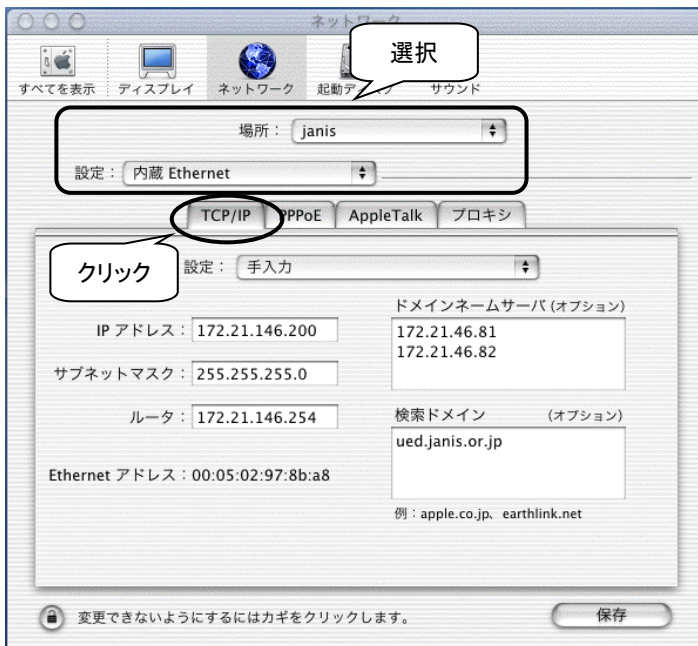 ネットワーク
選択
すべてを表示 ディスプレイ ネットワーク 起動ディスク サウンド
場所： janis
設定： 内蔵 Ethernet
TCP/IP PPPoE AppleTalk プロキシ
クリック
設定： 手入力
ドメインネームサーバ (オプション)
IP アドレス： 172.21.146.200
172.21.46.81
172.21.46.82
サブネットマスク： 255.255.255.0
ルータ： 172.21.146.254
検索ドメイン (オプション)
ued.janis.or.jp
Ethernet アドレス：00:05:02:97:8b:a8
例：apple.co.jp、earthlink.net
変更できないようにするにはカギをクリックします。
保存